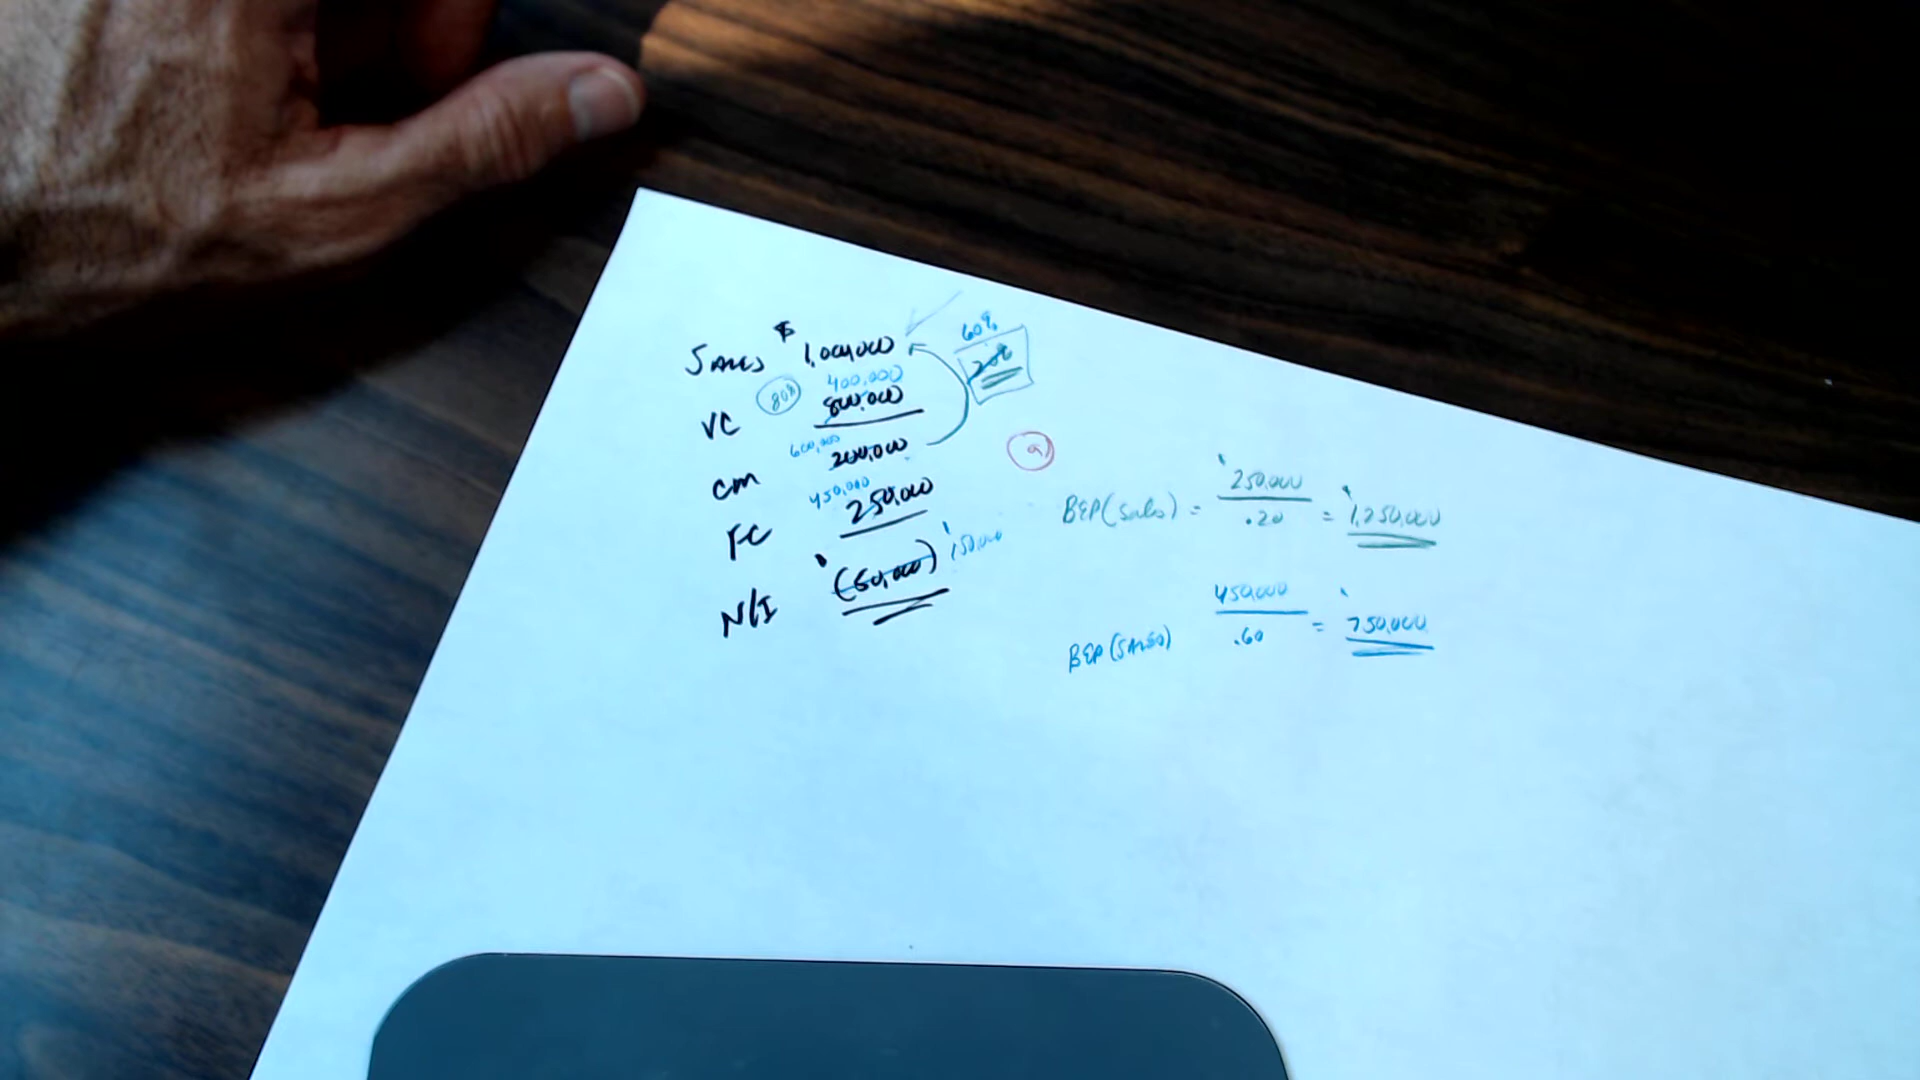 Sales $ 1,000,000
60%
20%
400,000
VC 80% 800,000
600,000
CM 200,000
a)
450,000
FC 250,000
N/I (50,000) 150,000
BEP(Sales) = 250,000 / .20 = 1,250,000
BEP(SALES) 450,000 / .60 = 750,000